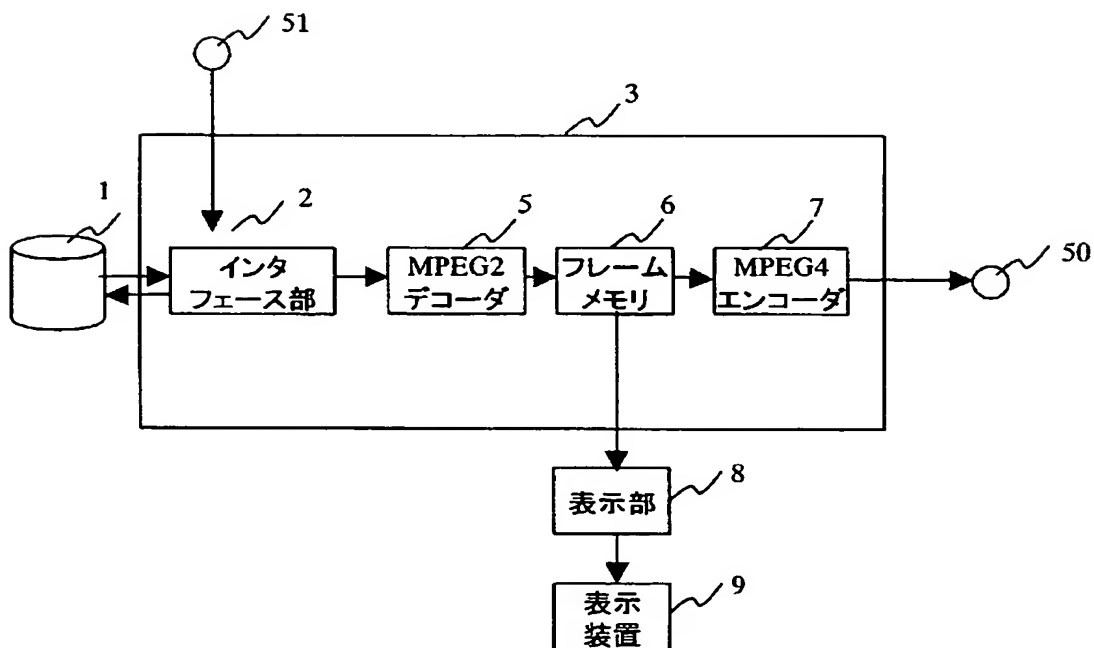 51
3
1
2
5
6
7
50
インタ
フェース部
MPEG2
デコーダ
フレーム
メモリ
MPEG4
エンコーダ
8
表示部
9
表示
装置